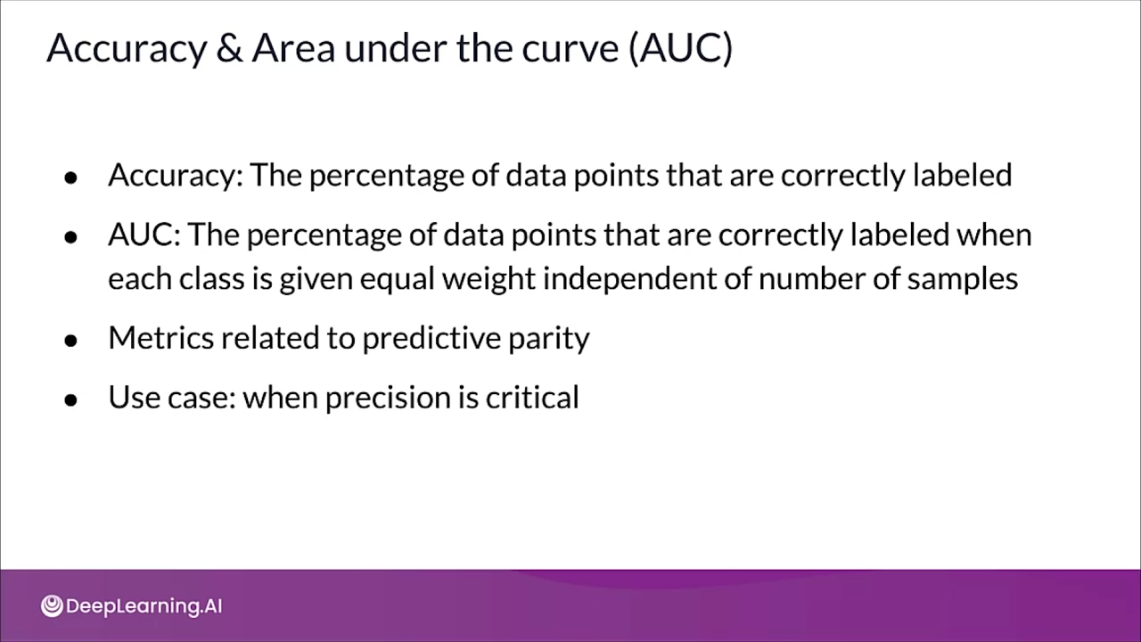 Accuracy & Area under the curve (AUC)
● Accuracy: The percentage of data points that are correctly labeled
● AUC: The percentage of data points that are correctly labeled when
each class is given equal weight independent of number of samples
● Metrics related to predictive parity
● Use case: when precision is critical
DeepLearning.AI